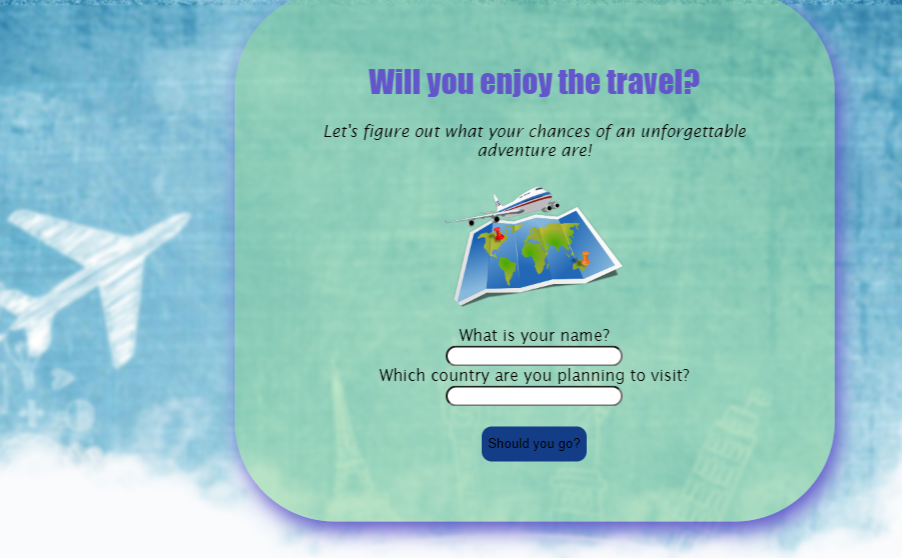 Will you enjoy the travel?
Let's figure out what your chances of an unforgettable
adventure are!
What is your name?
Which country are you planning to visit?
Should you go?